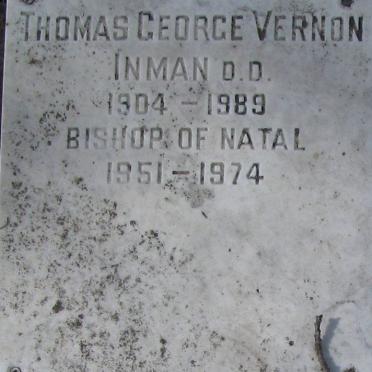 THOMAS GEORGE VERNON
INMAN D.D.
1904 - 1989
BISHOP OF NATAL
1951 - 1974